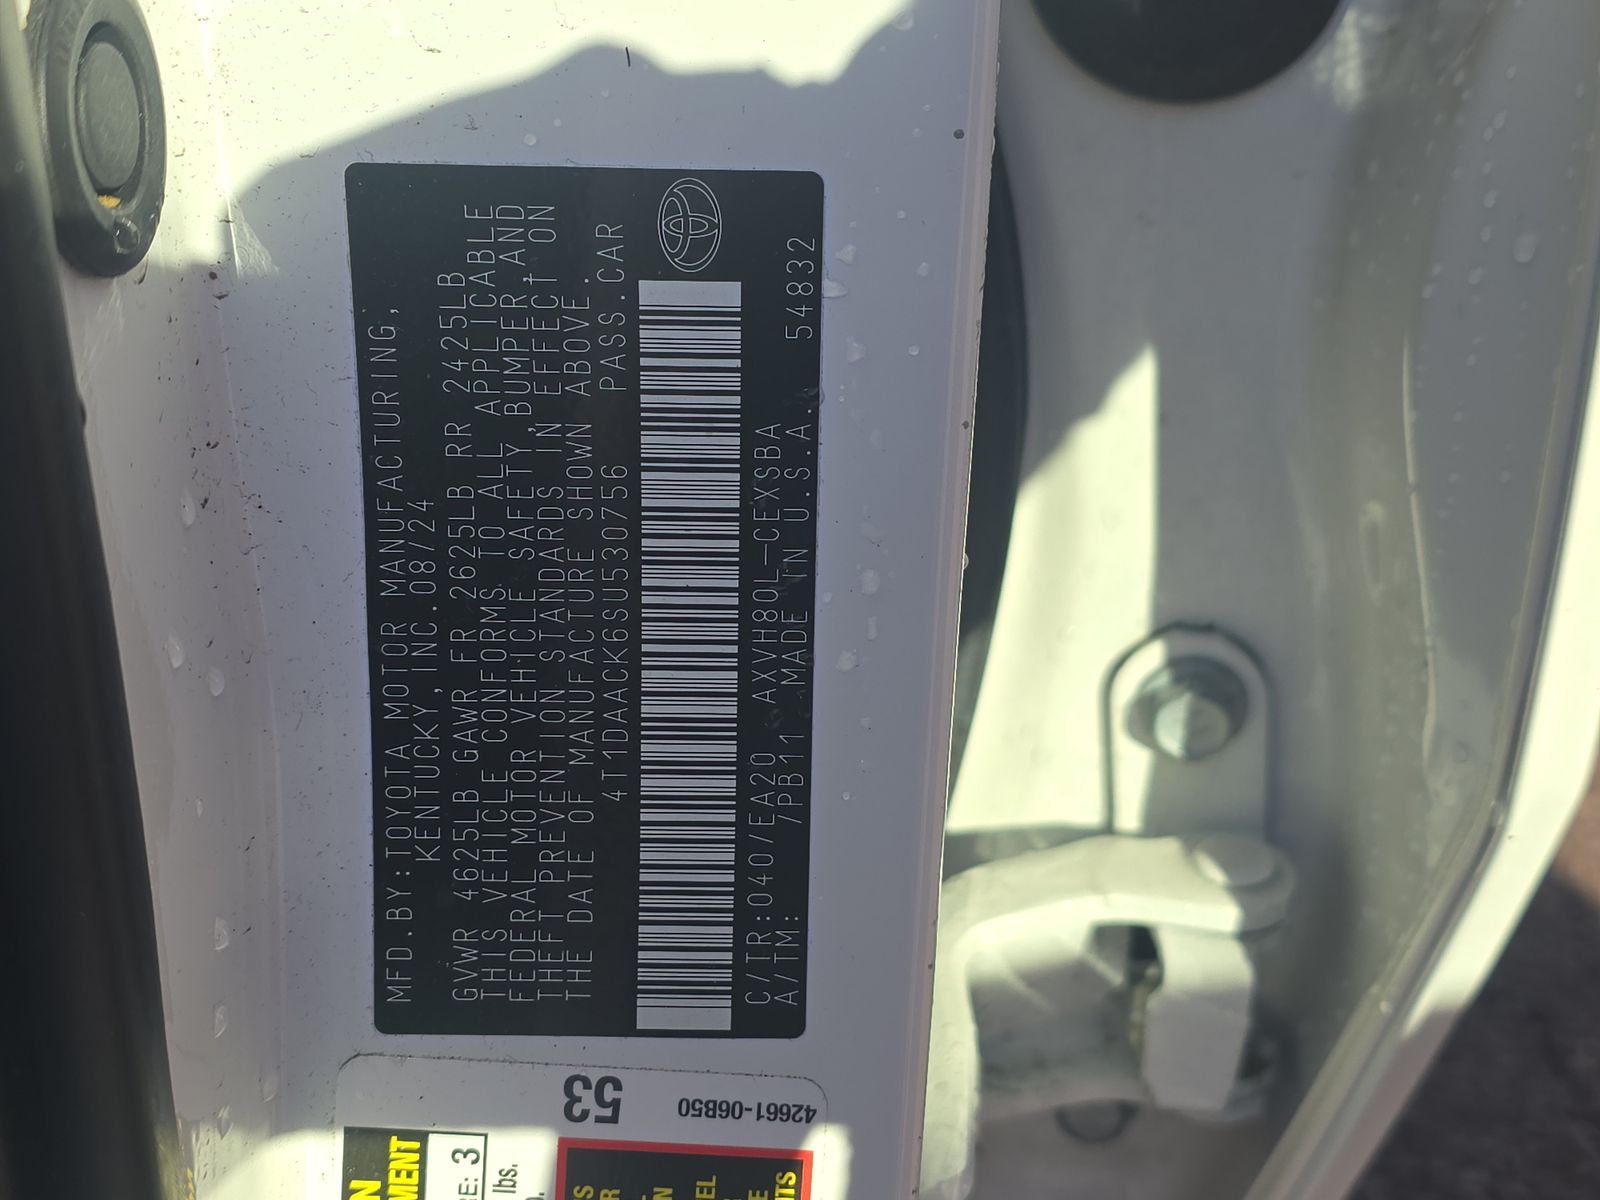 MFD.BY:TOYOTA MOTOR MANUFACTURING,
KENTUCKY,INC.08/24
GVWR 4625LB GAWR FR 2625LB RR 2425LB
THIS VEHICLE CONFORMS TO ALL APPLICABLE
FEDERAL MOTOR VEHICLE SAFETY,BUMPER,AND
THEFT PREVENTION STANDARDS IN EFFECT ON
THE DATE OF MANUFACTURE SHOWN ABOVE.
4T1DAACK6SU530756 PASS.CAR
C/TR:040/EA20 AXVH80L-CEXSBA
A/TM: /PB11 MADE IN U.S.A. 54832
53
42661-06B50
3
lbs.